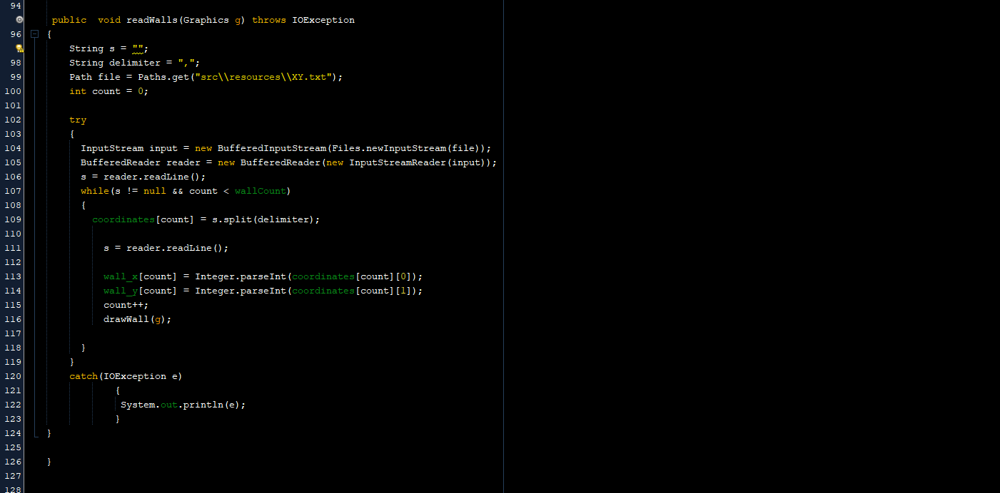 94
public  void readWalls(Graphics g) throws IOException
96 {
String s = "";
98 String delimiter = ",";
99 Path file = Paths.get("src\\resources\\XY.txt");
100 int count = 0;
101
102 try
103 {
104 InputStream input = new BufferedInputStream(Files.newInputStream(file));
105 BufferedReader reader = new BufferedReader(new InputStreamReader(input));
106 s = reader.readLine();
107 while(s != null && count < wallCount)
108 {
109 coordinates[count] = s.split(delimiter);
110
111 s = reader.readLine();
112
113 wall_x[count] = Integer.parseInt(coordinates[count][0]);
114 wall_y[count] = Integer.parseInt(coordinates[count][1]);
115 count++;
116 drawWall(g);
117
118 }
119 }
120 catch(IOException e)
121 {
122 System.out.println(e);
123 }
124 }
125
126 }
127
128